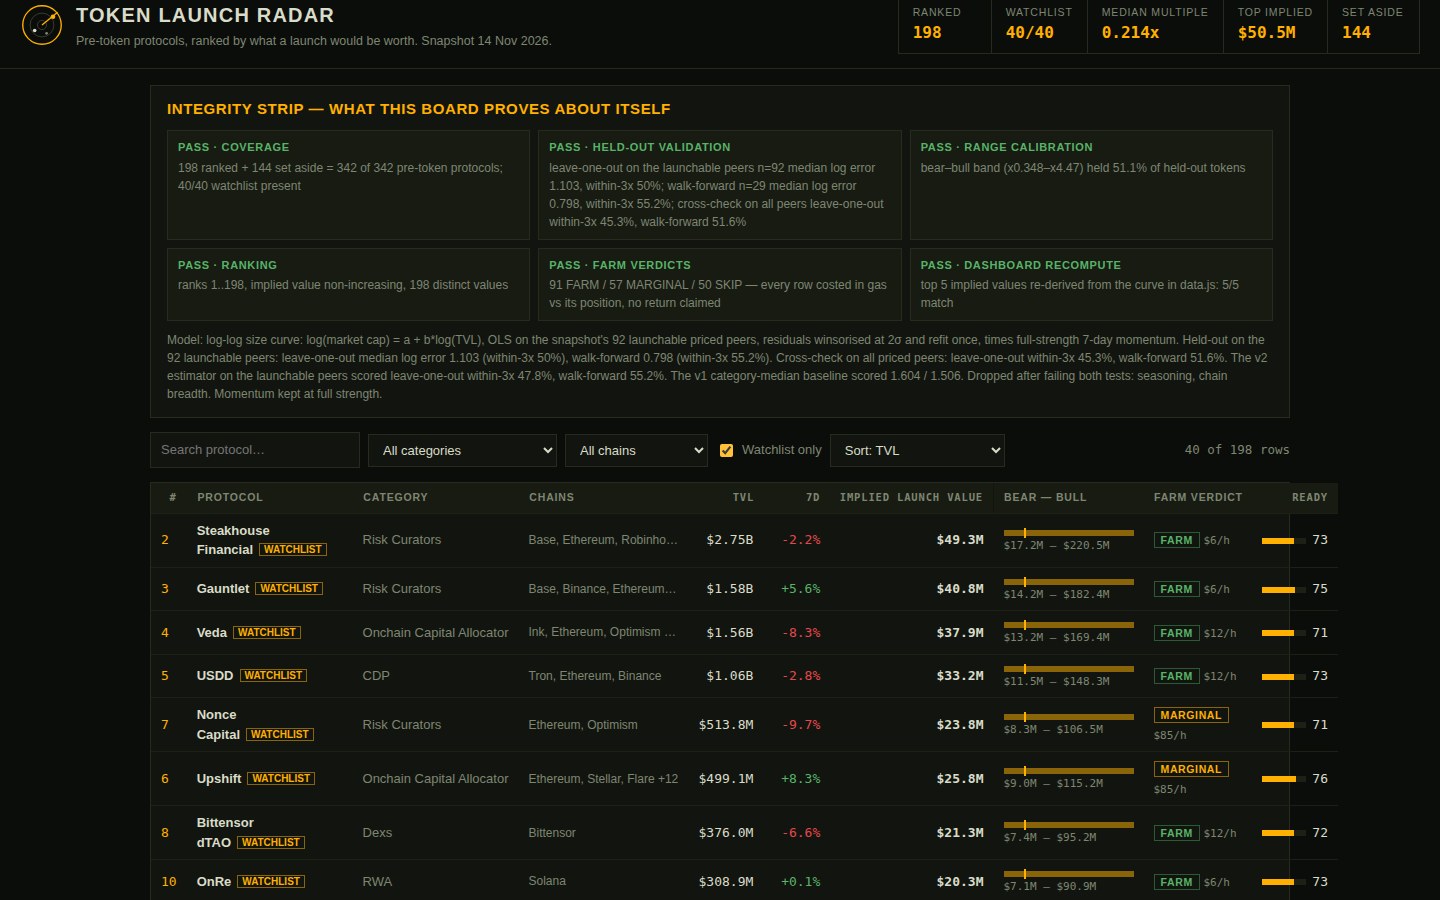 TOKEN LAUNCH RADAR
Pre-token protocols, ranked by what a launch would be worth. Snapshot 14 Nov 2026.
RANKED WATCHLIST MEDIAN MULTIPLE TOP IMPLIED SET ASIDE
198 40/40 0.214x $50.5M 144
INTEGRITY STRIP — WHAT THIS BOARD PROVES ABOUT ITSELF
PASS · COVERAGE
198 ranked + 144 set aside = 342 of 342 pre-token protocols;
40/40 watchlist present
PASS · HELD-OUT VALIDATION
leave-one-out on the launchable peers n=92 median log error
1.103, within-3x 50%; walk-forward n=29 median log error
0.798, within-3x 55.2%; cross-check on all peers leave-one-out
within-3x 45.3%, walk-forward 51.6%
PASS · RANGE CALIBRATION
bear–bull band (x0.348–x4.47) held 51.1% of held-out tokens
PASS · RANKING
ranks 1..198, implied value non-increasing, 198 distinct values
PASS · FARM VERDICTS
91 FARM / 57 MARGINAL / 50 SKIP — every row costed in gas
vs its position, no return claimed
PASS · DASHBOARD RECOMPUTE
top 5 implied values re-derived from the curve in data.js: 5/5
match
Model: log-log size curve: log(market cap) = a + b*log(TVL), OLS on the snapshot's 92 launchable priced peers, residuals winsorised at 2σ and refit once, times full-strength 7-day momentum. Held-out on the
92 launchable peers: leave-one-out median log error 1.103 (within-3x 50%), walk-forward 0.798 (within-3x 55.2%). Cross-check on all priced peers: leave-one-out within-3x 45.3%, walk-forward 51.6%. The v2
estimator on the launchable peers scored leave-one-out within-3x 47.8%, walk-forward 55.2%. The v1 category-median baseline scored 1.604 / 1.506. Dropped after failing both tests: seasoning, chain
breadth. Momentum kept at full strength.
Search protocol… All categories All chains Watchlist only Sort: TVL 40 of 198 rows
# PROTOCOL CATEGORY CHAINS TVL 7D IMPLIED LAUNCH VALUE BEAR — BULL FARM VERDICT READY
2 Steakhouse Financial WATCHLIST Risk Curators Base, Ethereum, Robinho… $2.75B -2.2% $49.3M $17.2M — $220.5M FARM $6/h 73
3 Gauntlet WATCHLIST Risk Curators Base, Binance, Ethereum… $1.58B +5.6% $40.8M $14.2M — $182.4M FARM $6/h 75
4 Veda WATCHLIST Onchain Capital Allocator Ink, Ethereum, Optimism … $1.56B -8.3% $37.9M $13.2M — $169.4M FARM $12/h 71
5 USDD WATCHLIST CDP Tron, Ethereum, Binance $1.06B -2.8% $33.2M $11.5M — $148.3M FARM $12/h 73
7 Nonce Capital WATCHLIST Risk Curators Ethereum, Optimism $513.8M -9.7% $23.8M $8.3M — $106.5M MARGINAL $85/h 71
6 Upshift WATCHLIST Onchain Capital Allocator Ethereum, Stellar, Flare +12 $499.1M +8.3% $25.8M $9.0M — $115.2M MARGINAL $85/h 76
8 Bittensor dTAO WATCHLIST Dexs Bittensor $376.0M -6.6% $21.3M $7.4M — $95.2M FARM $12/h 72
10 OnRe WATCHLIST RWA Solana $308.9M +0.1% $20.3M $7.1M — $90.9M FARM $6/h 73